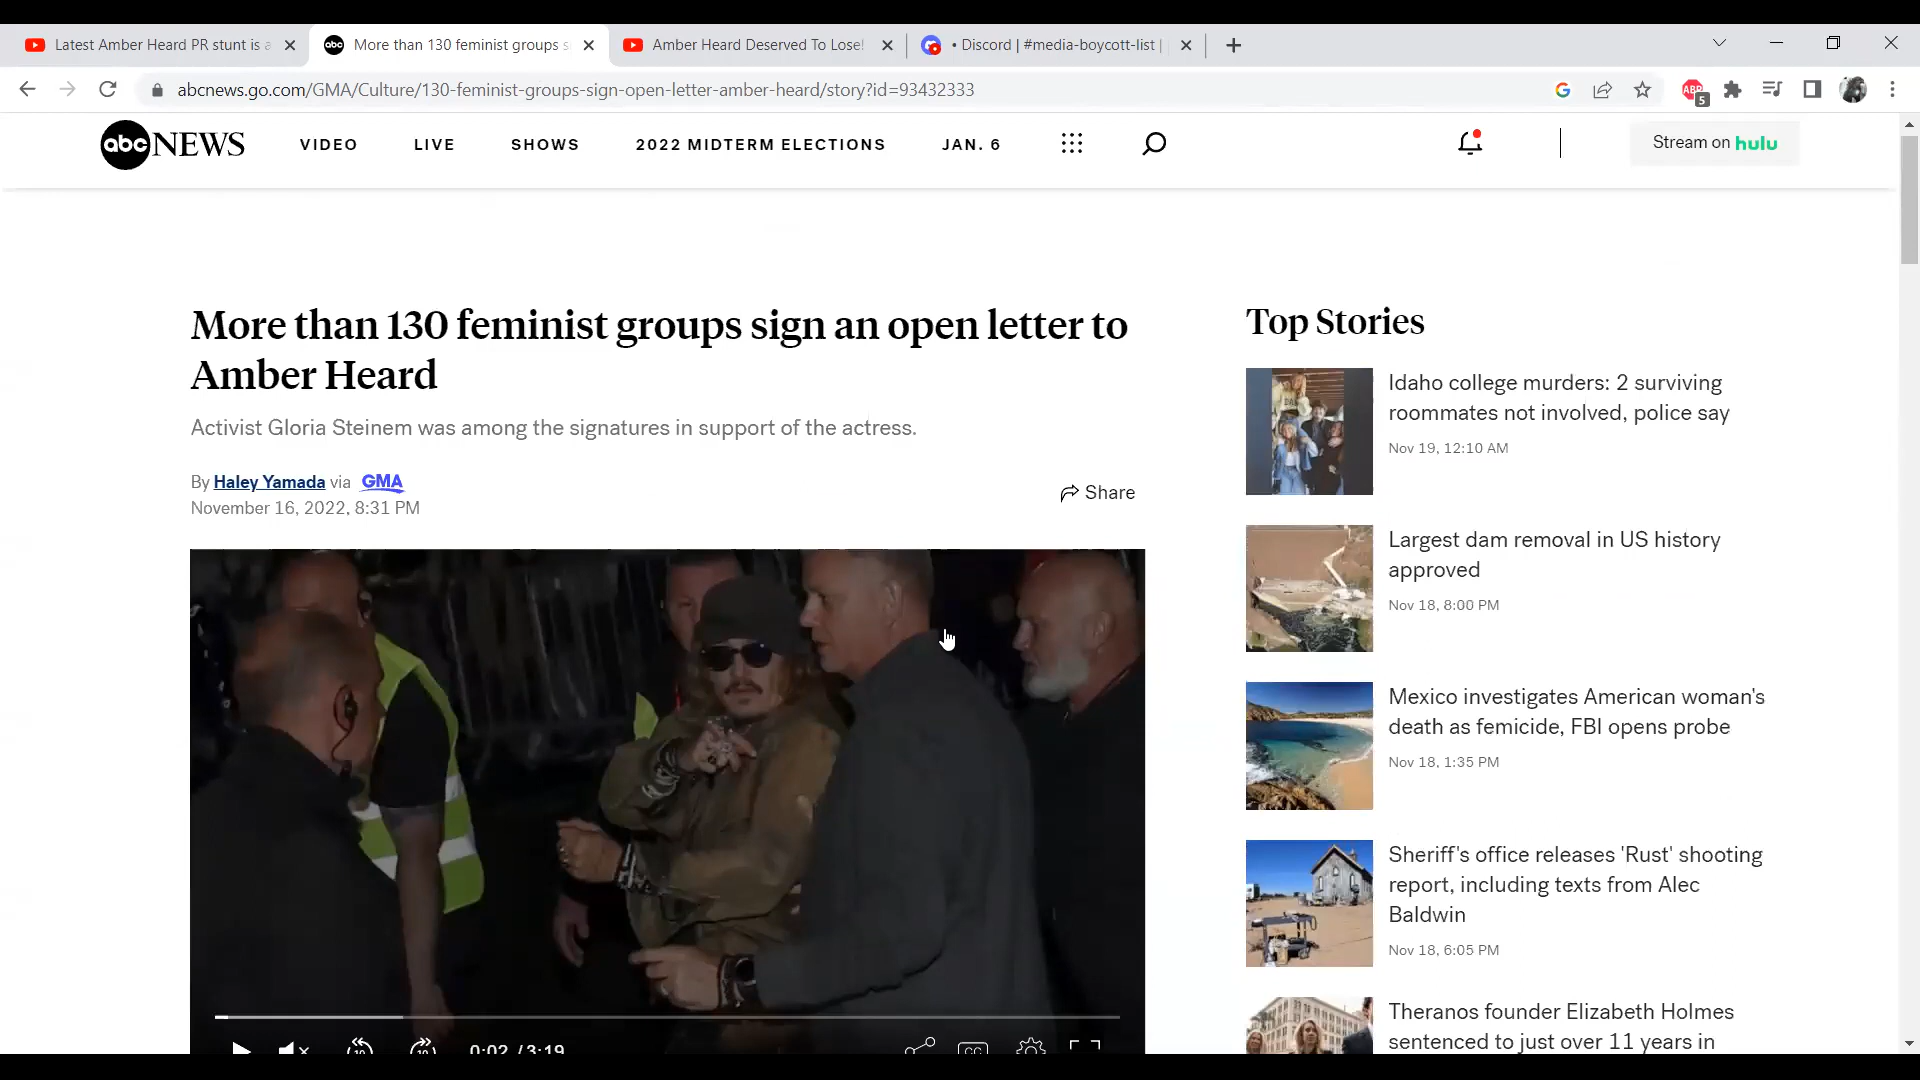 Latest Amber Heard PR stunt is a
More than 130 feminist groups s
Amber Heard Deserved To Lose!
• Discord | #media-boycott-list |
abcnews.go.com/GMA/Culture/130-feminist-groups-sign-open-letter-amber-heard/story?id=93432333
ABP
5
abc NEWS
VIDEO
LIVE
SHOWS
2022 MIDTERM ELECTIONS
JAN. 6
Stream on hulu
More than 130 feminist groups sign an open letter to
Amber Heard
Activist Gloria Steinem was among the signatures in support of the actress.
By Haley Yamada via GMA
November 16, 2022, 8:31 PM
Share
0:02 / 3:19
CC
Top Stories
Idaho college murders: 2 surviving
roommates not involved, police say
Nov 19, 12:10 AM
Largest dam removal in US history
approved
Nov 18, 8:00 PM
Mexico investigates American woman's
death as femicide, FBI opens probe
Nov 18, 1:35 PM
Sheriff's office releases 'Rust' shooting
report, including texts from Alec
Baldwin
Nov 18, 6:05 PM
Theranos founder Elizabeth Holmes
sentenced to just over 11 years in